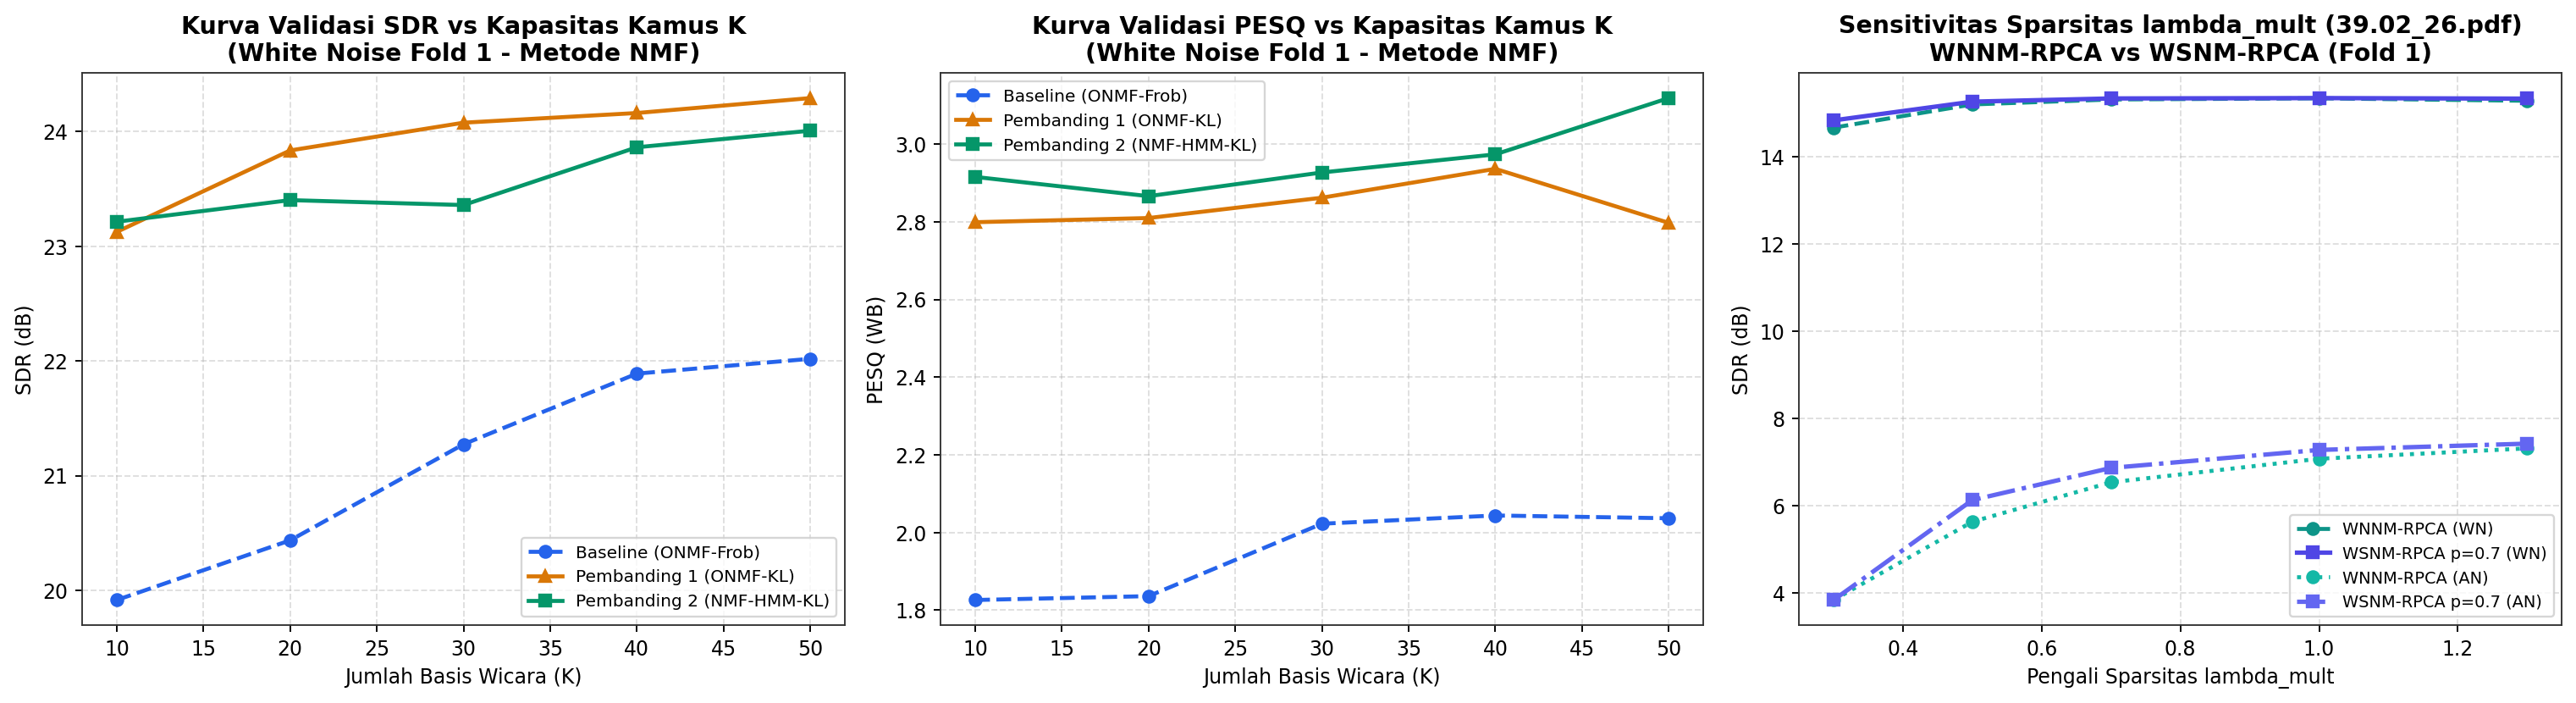 Kurva Validasi SDR vs Kapasitas Kamus K
(White Noise Fold 1 - Metode NMF)
SDR (dB)
24
23
22
21
20
10 15 20 25 30 35 40 45 50
Jumlah Basis Wicara (K)
Baseline (ONMF-Frob)
Pembanding 1 (ONMF-KL)
Pembanding 2 (NMF-HMM-KL)
Kurva Validasi PESQ vs Kapasitas Kamus K
(White Noise Fold 1 - Metode NMF)
Baseline (ONMF-Frob)
Pembanding 1 (ONMF-KL)
Pembanding 2 (NMF-HMM-KL)
PESQ (WB)
3.0
2.8
2.6
2.4
2.2
2.0
1.8
10 15 20 25 30 35 40 45 50
Jumlah Basis Wicara (K)
Sensitivitas Sparsitas lambda_mult (39.02_26.pdf)
WNNM-RPCA vs WSNM-RPCA (Fold 1)
SDR (dB)
14
12
10
8
6
4
WNNM-RPCA (WN)
WSNM-RPCA p=0.7 (WN)
WNNM-RPCA (AN)
WSNM-RPCA p=0.7 (AN)
0.4 0.6 0.8 1.0 1.2
Pengali Sparsitas lambda_mult